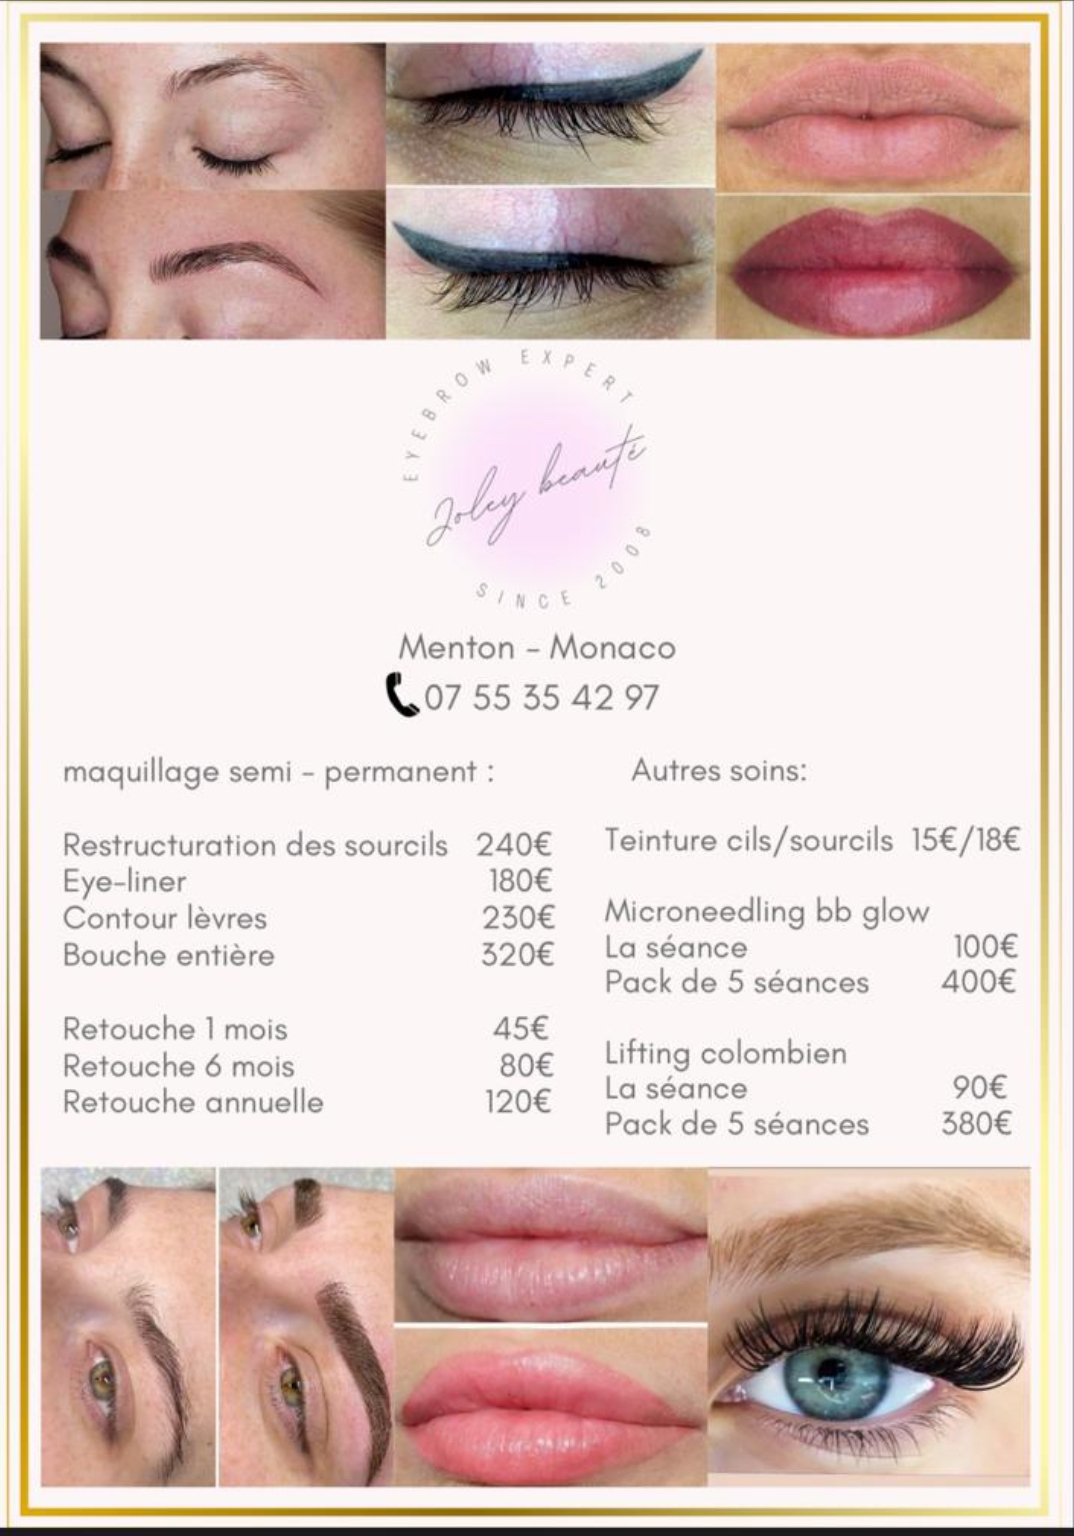 EYEBROW EXPERT
Joley beauté
SINCE 2008
Menton - Monaco
07 55 35 42 97
maquillage semi - permanent :
Restructuration des sourcils 240€
Eye-liner 180€
Contour lèvres 230€
Bouche entière 320€
Retouche 1 mois 45€
Retouche 6 mois 80€
Retouche annuelle 120€
Autres soins:
Teinture cils/sourcils 15€/18€
Microneedling bb glow
La séance 100€
Pack de 5 séances 400€
Lifting colombien
La séance 90€
Pack de 5 séances 380€